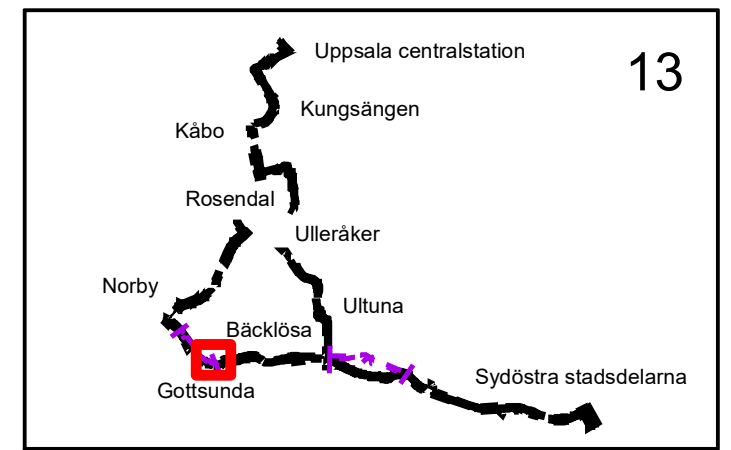 Uppsala centralstation
13
Kungsängen
Kåbo
Rosendal
Ulleråker
Norby
Ultuna
Bäcklösa
Sydöstra stadsdelarna
Gottsunda